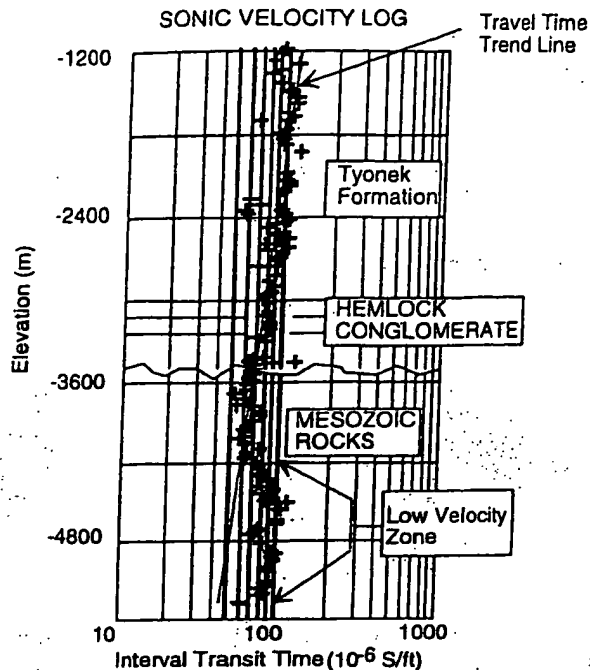 SONIC VELOCITY LOG
Travel Time
Trend Line
-1200
Tyonek
Formation
-2400
Elevation (m)
HEMLOCK
CONGLOMERATE
-3600
MESOZOIC
ROCKS
Low Velocity
Zone
-4800
10
100
1000
Interval Transit Time (10-6 S/ft)